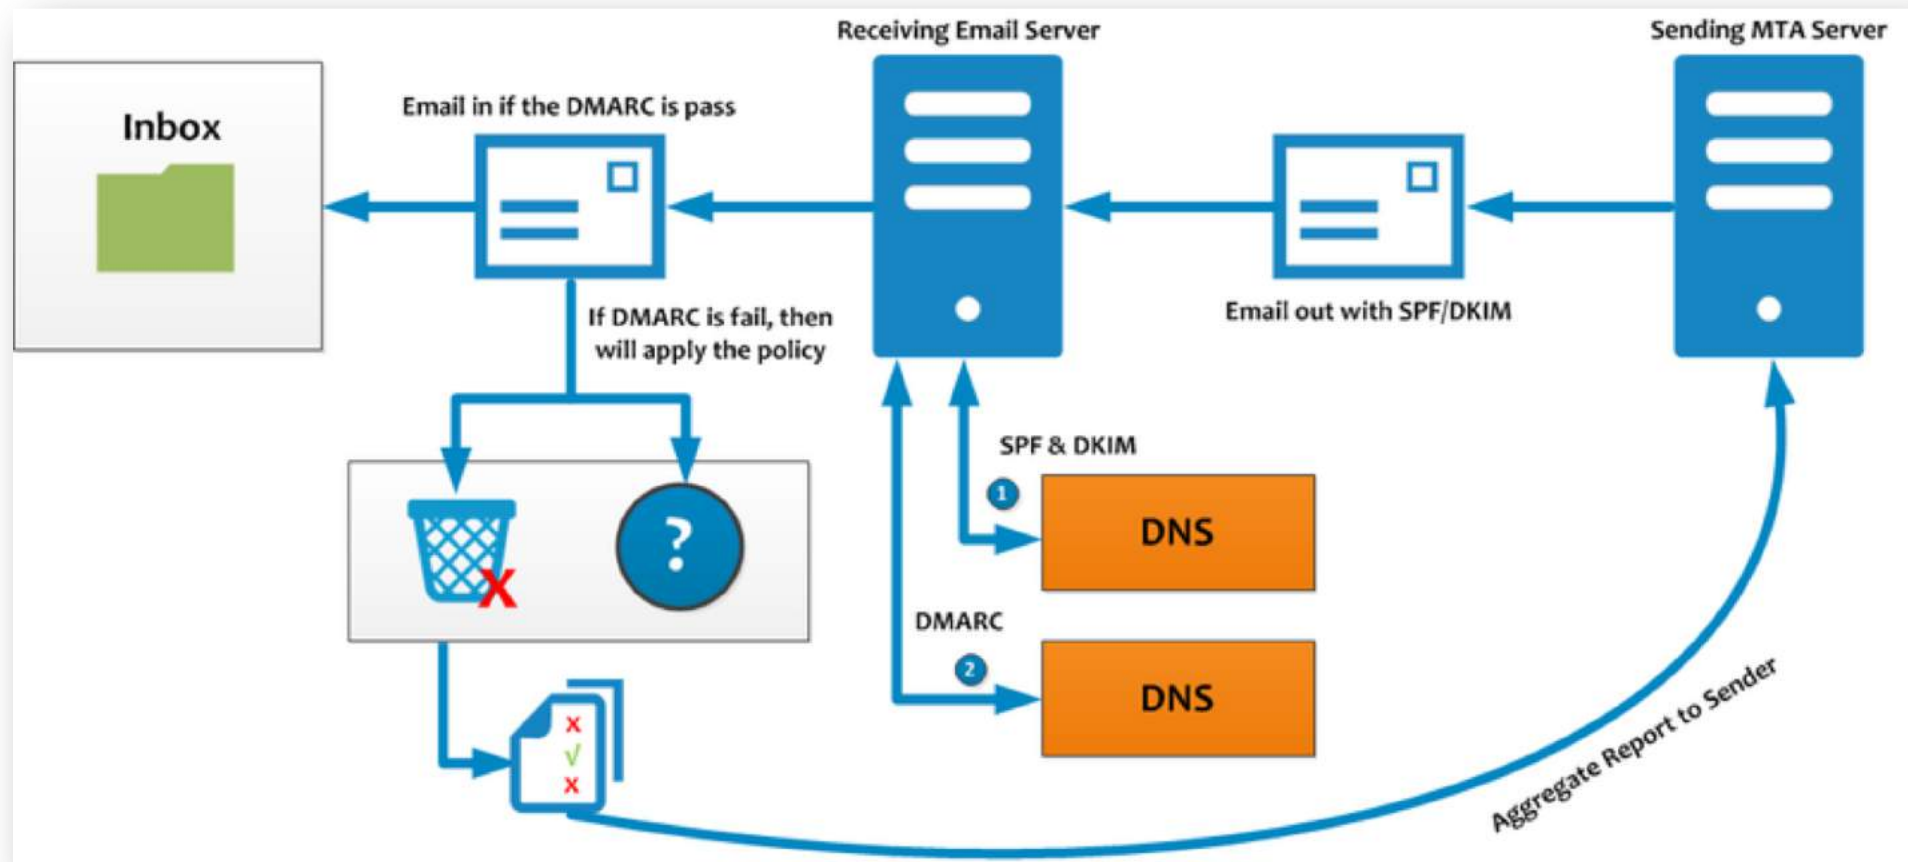 Receiving Email Server
Sending MTA Server
Inbox
Email in if the DMARC is pass
Email out with SPF/DKIM
If DMARC is fail, then
will apply the policy
?
X
SPF & DKIM
1
DNS
DMARC
2
DNS
x
√
x
Aggregate Report to Sender